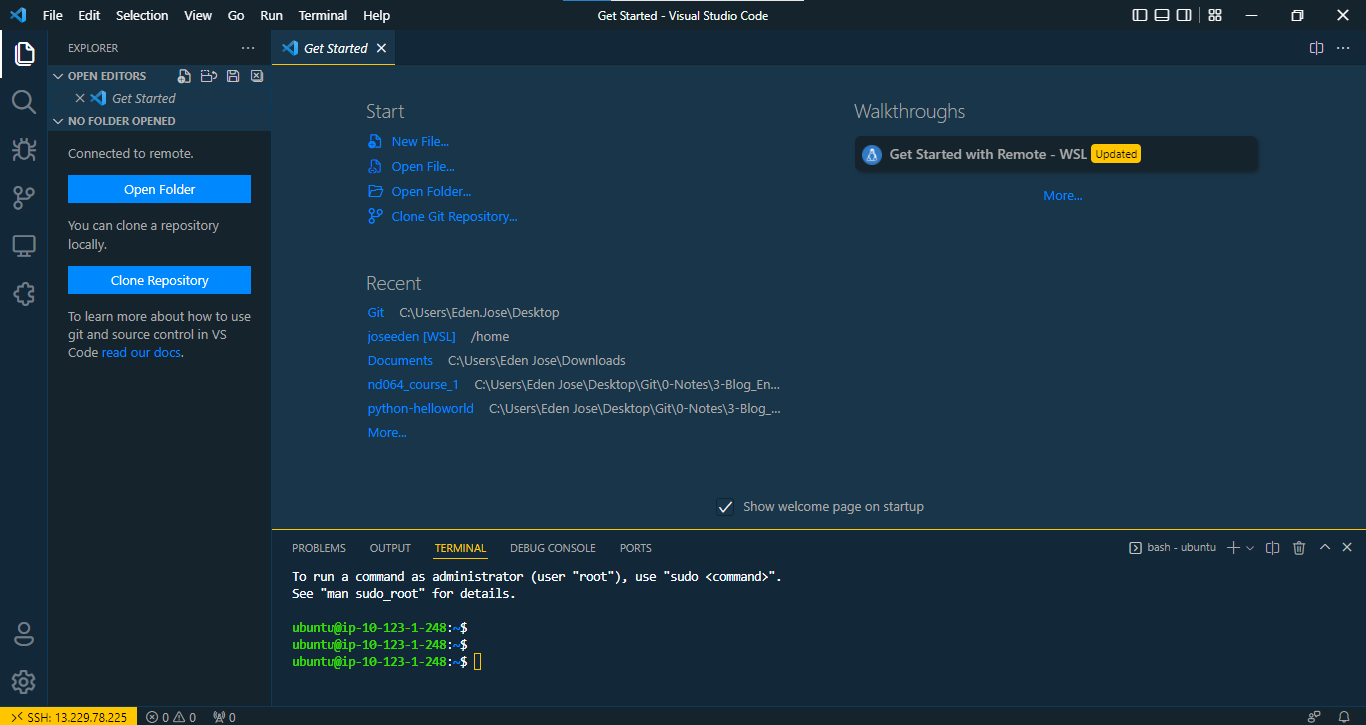 File Edit Selection View Go Run Terminal Help
Get Started - Visual Studio Code
EXPLORER
OPEN EDITORS
Get Started
NO FOLDER OPENED
Connected to remote.
Open Folder
You can clone a repository
locally.
Clone Repository
To learn more about how to use
git and source control in VS
Code read our docs.
Get Started
Start
New File...
Open File...
Open Folder...
Clone Git Repository...
Recent
Git C:\Users\Eden.Jose\Desktop
joseeden [WSL] /home
Documents C:\Users\Eden Jose\Downloads
nd064_course_1 C:\Users\Eden Jose\Desktop\Git\0-Notes\3-Blog_En...
python-helloworld C:\Users\Eden Jose\Desktop\Git\0-Notes\3-Blog_...
More...
Walkthroughs
Get Started with Remote - WSL Updated
More...
Show welcome page on startup
PROBLEMS OUTPUT TERMINAL DEBUG CONSOLE PORTS
bash - ubuntu
To run a command as administrator (user "root"), use "sudo <command>".
See "man sudo_root" for details.
ubuntu@ip-10-123-1-248:~$
ubuntu@ip-10-123-1-248:~$
ubuntu@ip-10-123-1-248:~$
SSH: 13.229.78.225 0 0 0